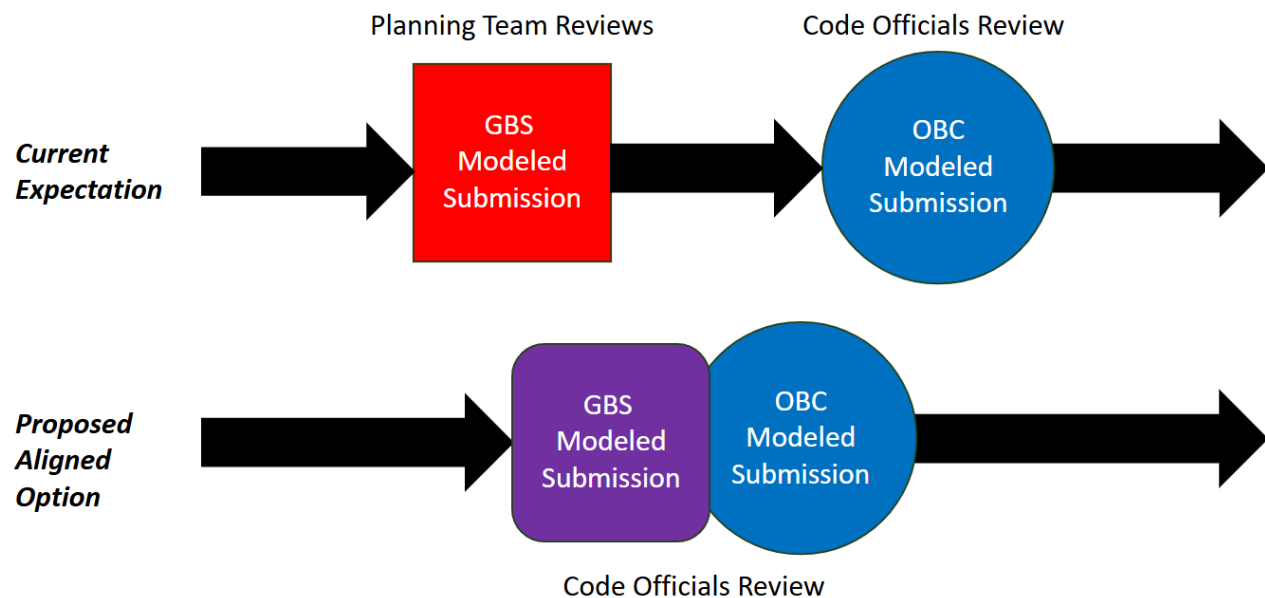 Planning Team Reviews
Code Officials Review
Current
Expectation
GBS
Modeled
Submission
OBC
Modeled
Submission
Proposed
Aligned
Option
GBS
Modeled
Submission
OBC
Modeled
Submission
Code Officials Review